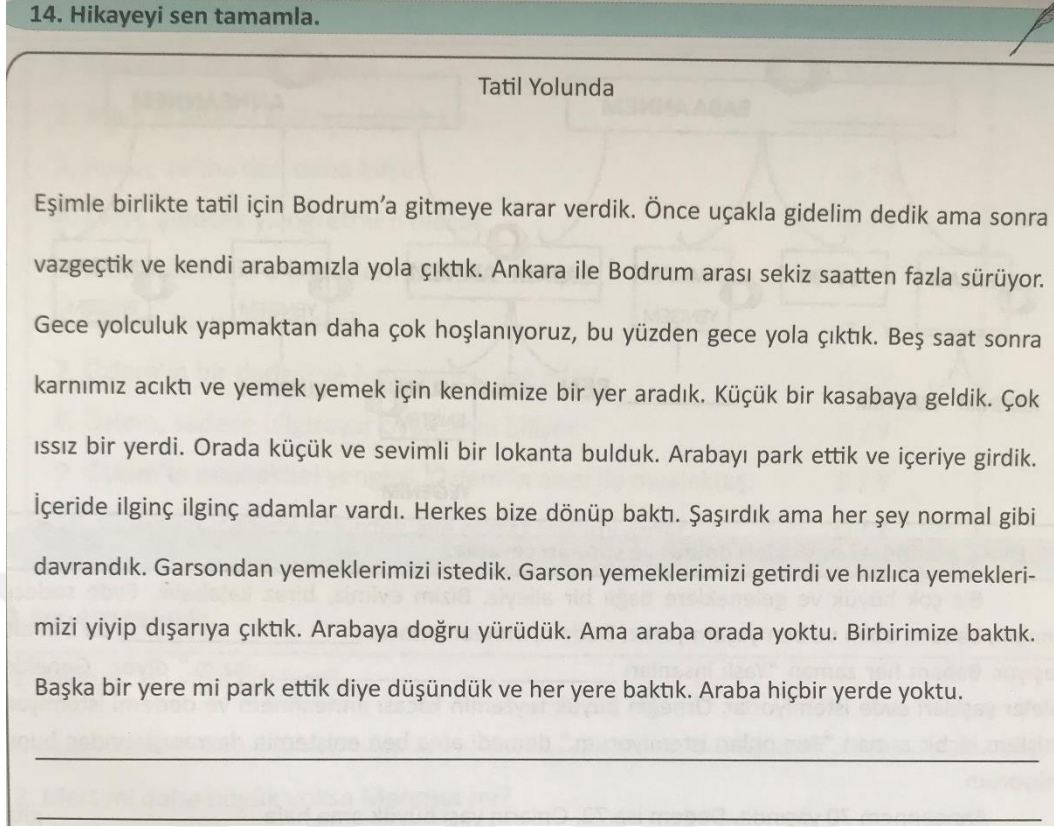 14. Hikayeyi sen tamamla.
Tatil Yolunda
Eşimle birlikte tatil için Bodrum’a gitmeye karar verdik. Önce uçakla gidelim dedik ama sonra
vazgeçtik ve kendi arabamızla yola çıktık. Ankara ile Bodrum arası sekiz saatten fazla sürüyor.
Gece yolculuk yapmaktan daha çok hoşlanıyoruz, bu yüzden gece yola çıktık. Beş saat sonra
karnımız acıktı ve yemek yemek için kendimize bir yer aradık. Küçük bir kasabaya geldik. Çok
ıssız bir yerdi. Orada küçük ve sevimli bir lokanta bulduk. Arabayı park ettik ve içeriye girdik.
İçeride ilginç ilginç adamlar vardı. Herkes bize dönüp baktı. Şaşırdık ama her şey normal gibi
davrandık. Garsondan yemeklerimizi istedik. Garson yemeklerimizi getirdi ve hızlıca yemekleri-
mizi yiyip dışarıya çıktık. Arabaya doğru yürüdük. Ama araba orada yoktu. Birbirimize baktık.
Başka bir yere mi park ettik diye düşündük ve her yere baktık. Araba hiçbir yerde yoktu.